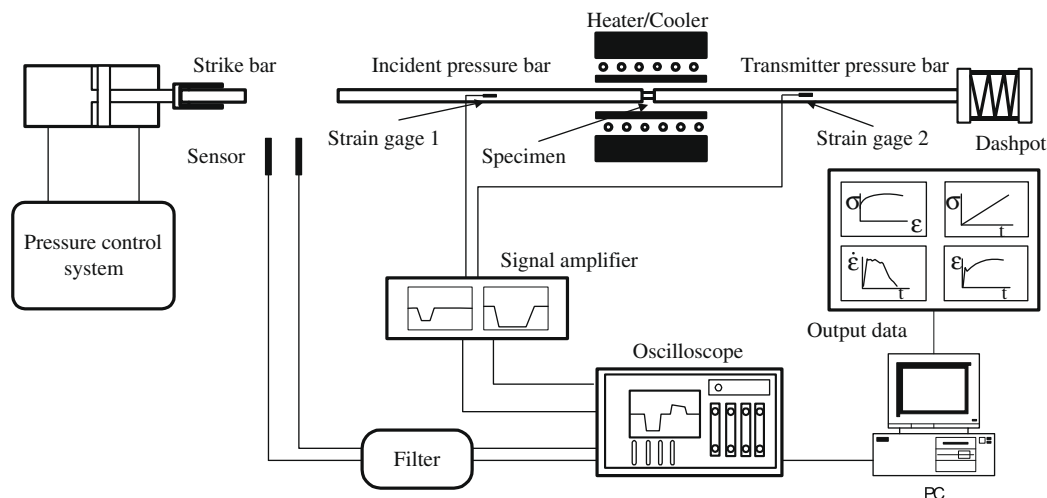 Heater/Cooler
Strike bar
Incident pressure bar
Transmitter pressure bar
Strain gage 1
Specimen
Strain gage 2
Dashpot
Sensor
Pressure control
system
Signal amplifier
σ
ε
σ
t
ε̇
t
ε
t
Output data
Oscilloscope
Filter
PC